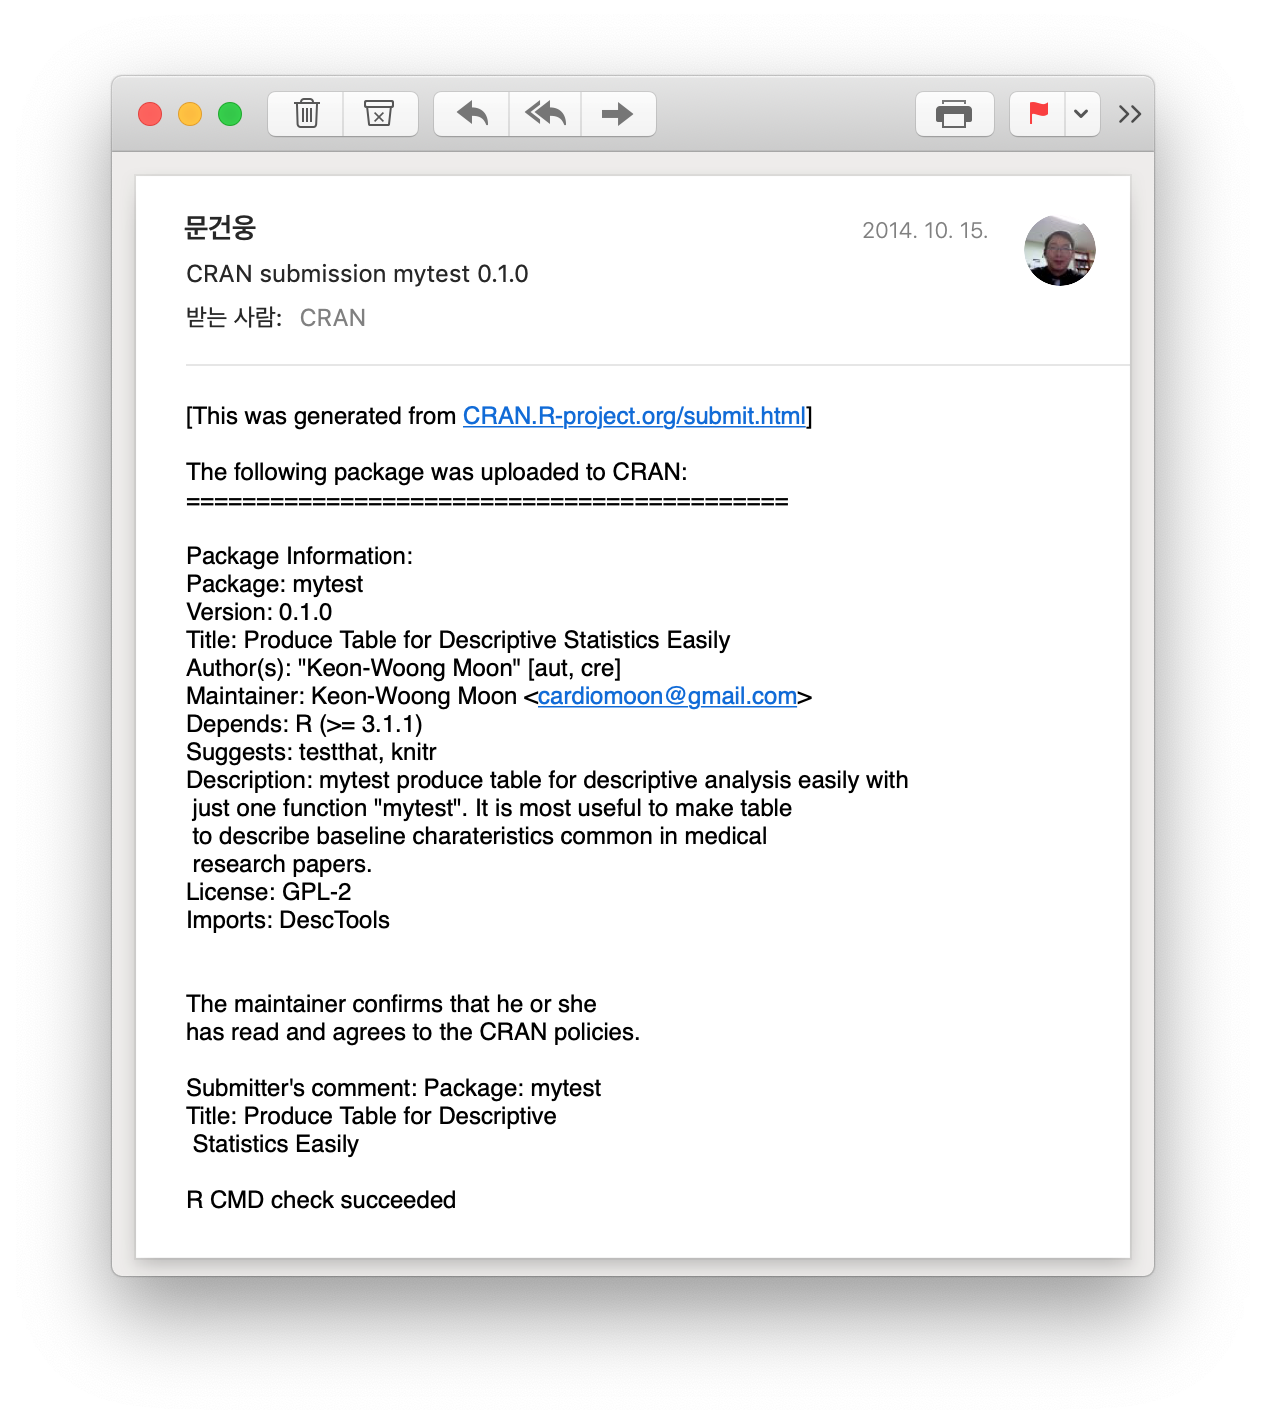 문건웅
2014. 10. 15.
CRAN submission mytest 0.1.0
받는 사람: CRAN
[This was generated from CRAN.R-project.org/submit.html]
The following package was uploaded to CRAN:
===========================================
Package Information:
Package: mytest
Version: 0.1.0
Title: Produce Table for Descriptive Statistics Easily
Author(s): "Keon-Woong Moon" [aut, cre]
Maintainer: Keon-Woong Moon <cardiomoon@gmail.com>
Depends: R (>= 3.1.1)
Suggests: testthat, knitr
Description: mytest produce table for descriptive analysis easily with
just one function "mytest". It is most useful to make table
to describe baseline charateristics common in medical
research papers.
License: GPL-2
Imports: DescTools
The maintainer confirms that he or she
has read and agrees to the CRAN policies.
Submitter's comment: Package: mytest
Title: Produce Table for Descriptive
Statistics Easily
R CMD check succeeded